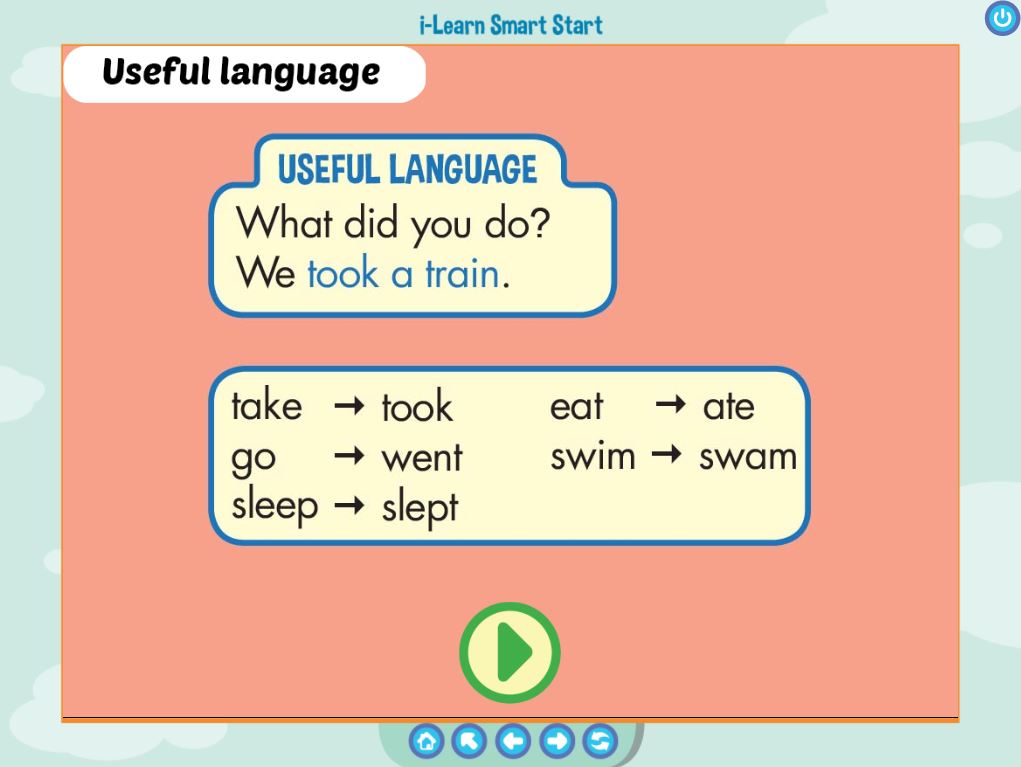 i-Learn Smart Start
Useful language
USEFUL LANGUAGE
What did you do?
We took a train.
take → took
eat → ate
go → went
swim → swam
sleep → slept